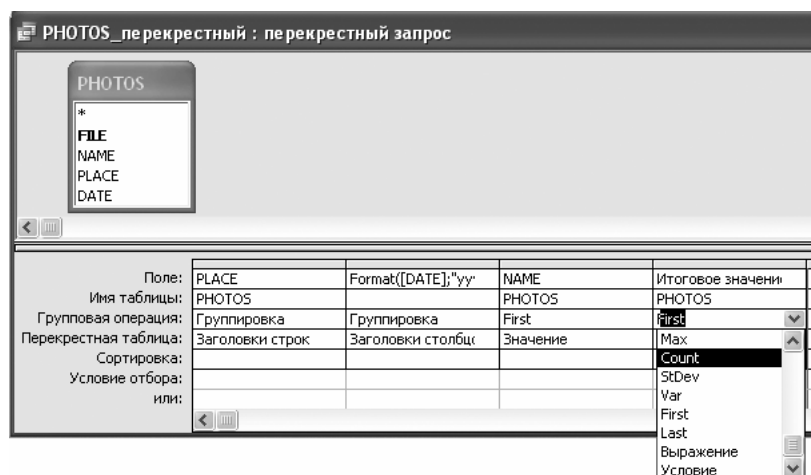 PHOTOS_перекрестный : перекрестный запрос
PHOTOS
*
FILE
NAME
PLACE
DATE
Поле: PLACE Format([DATE];"yy NAME Итоговое значени
Имя таблицы: PHOTOS PHOTOS PHOTOS
Групповая операция: Группировка Группировка First First
Перекрестная таблица: Заголовки строк Заголовки столбц Значение Max
Сортировка: Count
Условие отбора: StDev
или: Var
First
Last
Выражение
Условие